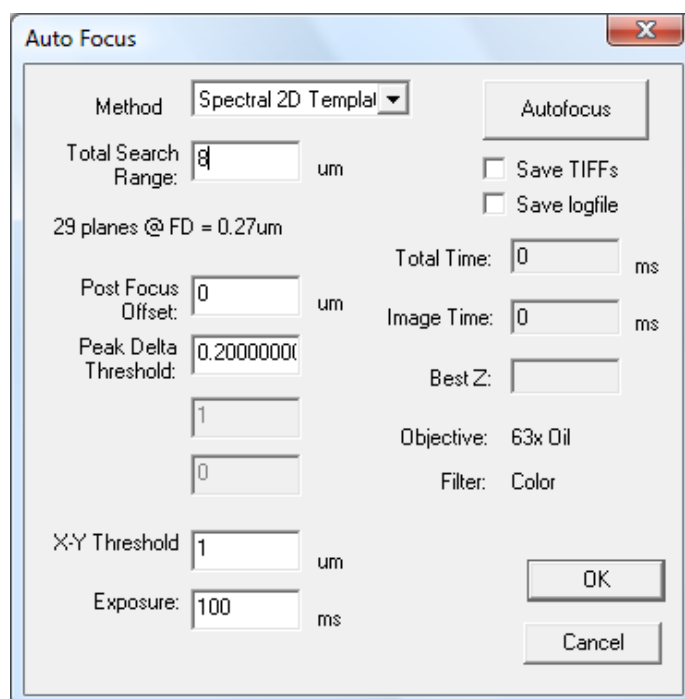 Auto Focus
Method
Spectral 2D Templat
Autofocus
Total Search
Range:
8
um
Save TIFFs
Save logfile
29 planes @ FD = 0.27um
Total Time:
0
ms
Post Focus
Offset:
0
um
Image Time:
0
ms
Peak Delta
Threshold:
0.2000000(
Best Z:
1
Objective:
63x Oil
0
Filter:
Color
X-Y Threshold
1
um
OK
Exposure:
100
ms
Cancel